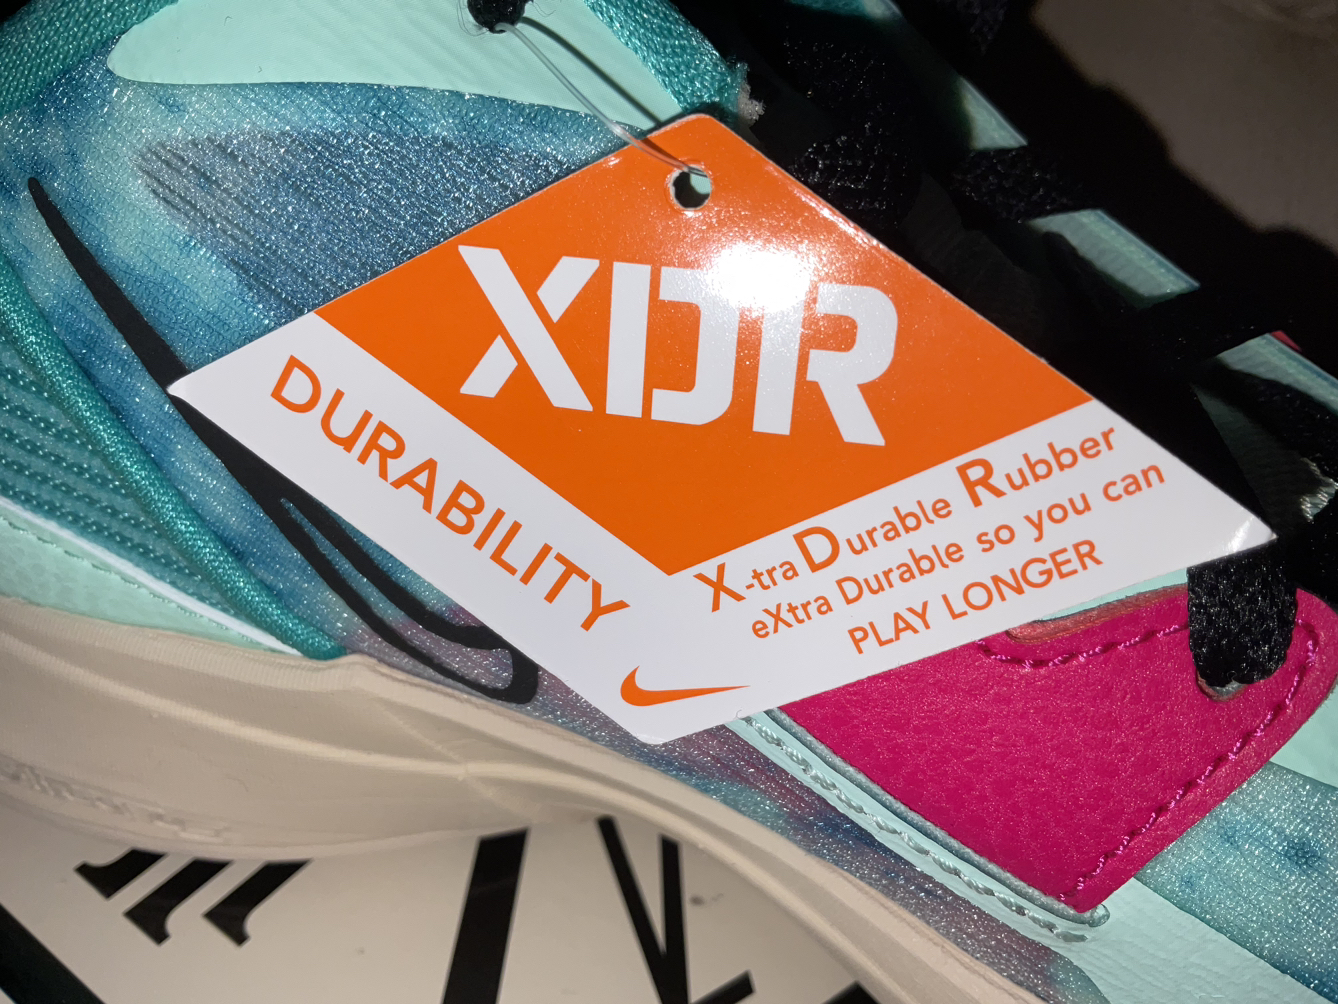 XDR
DURABILITY
X-tra Durable Rubber
eXtra Durable so you can
PLAY LONGER